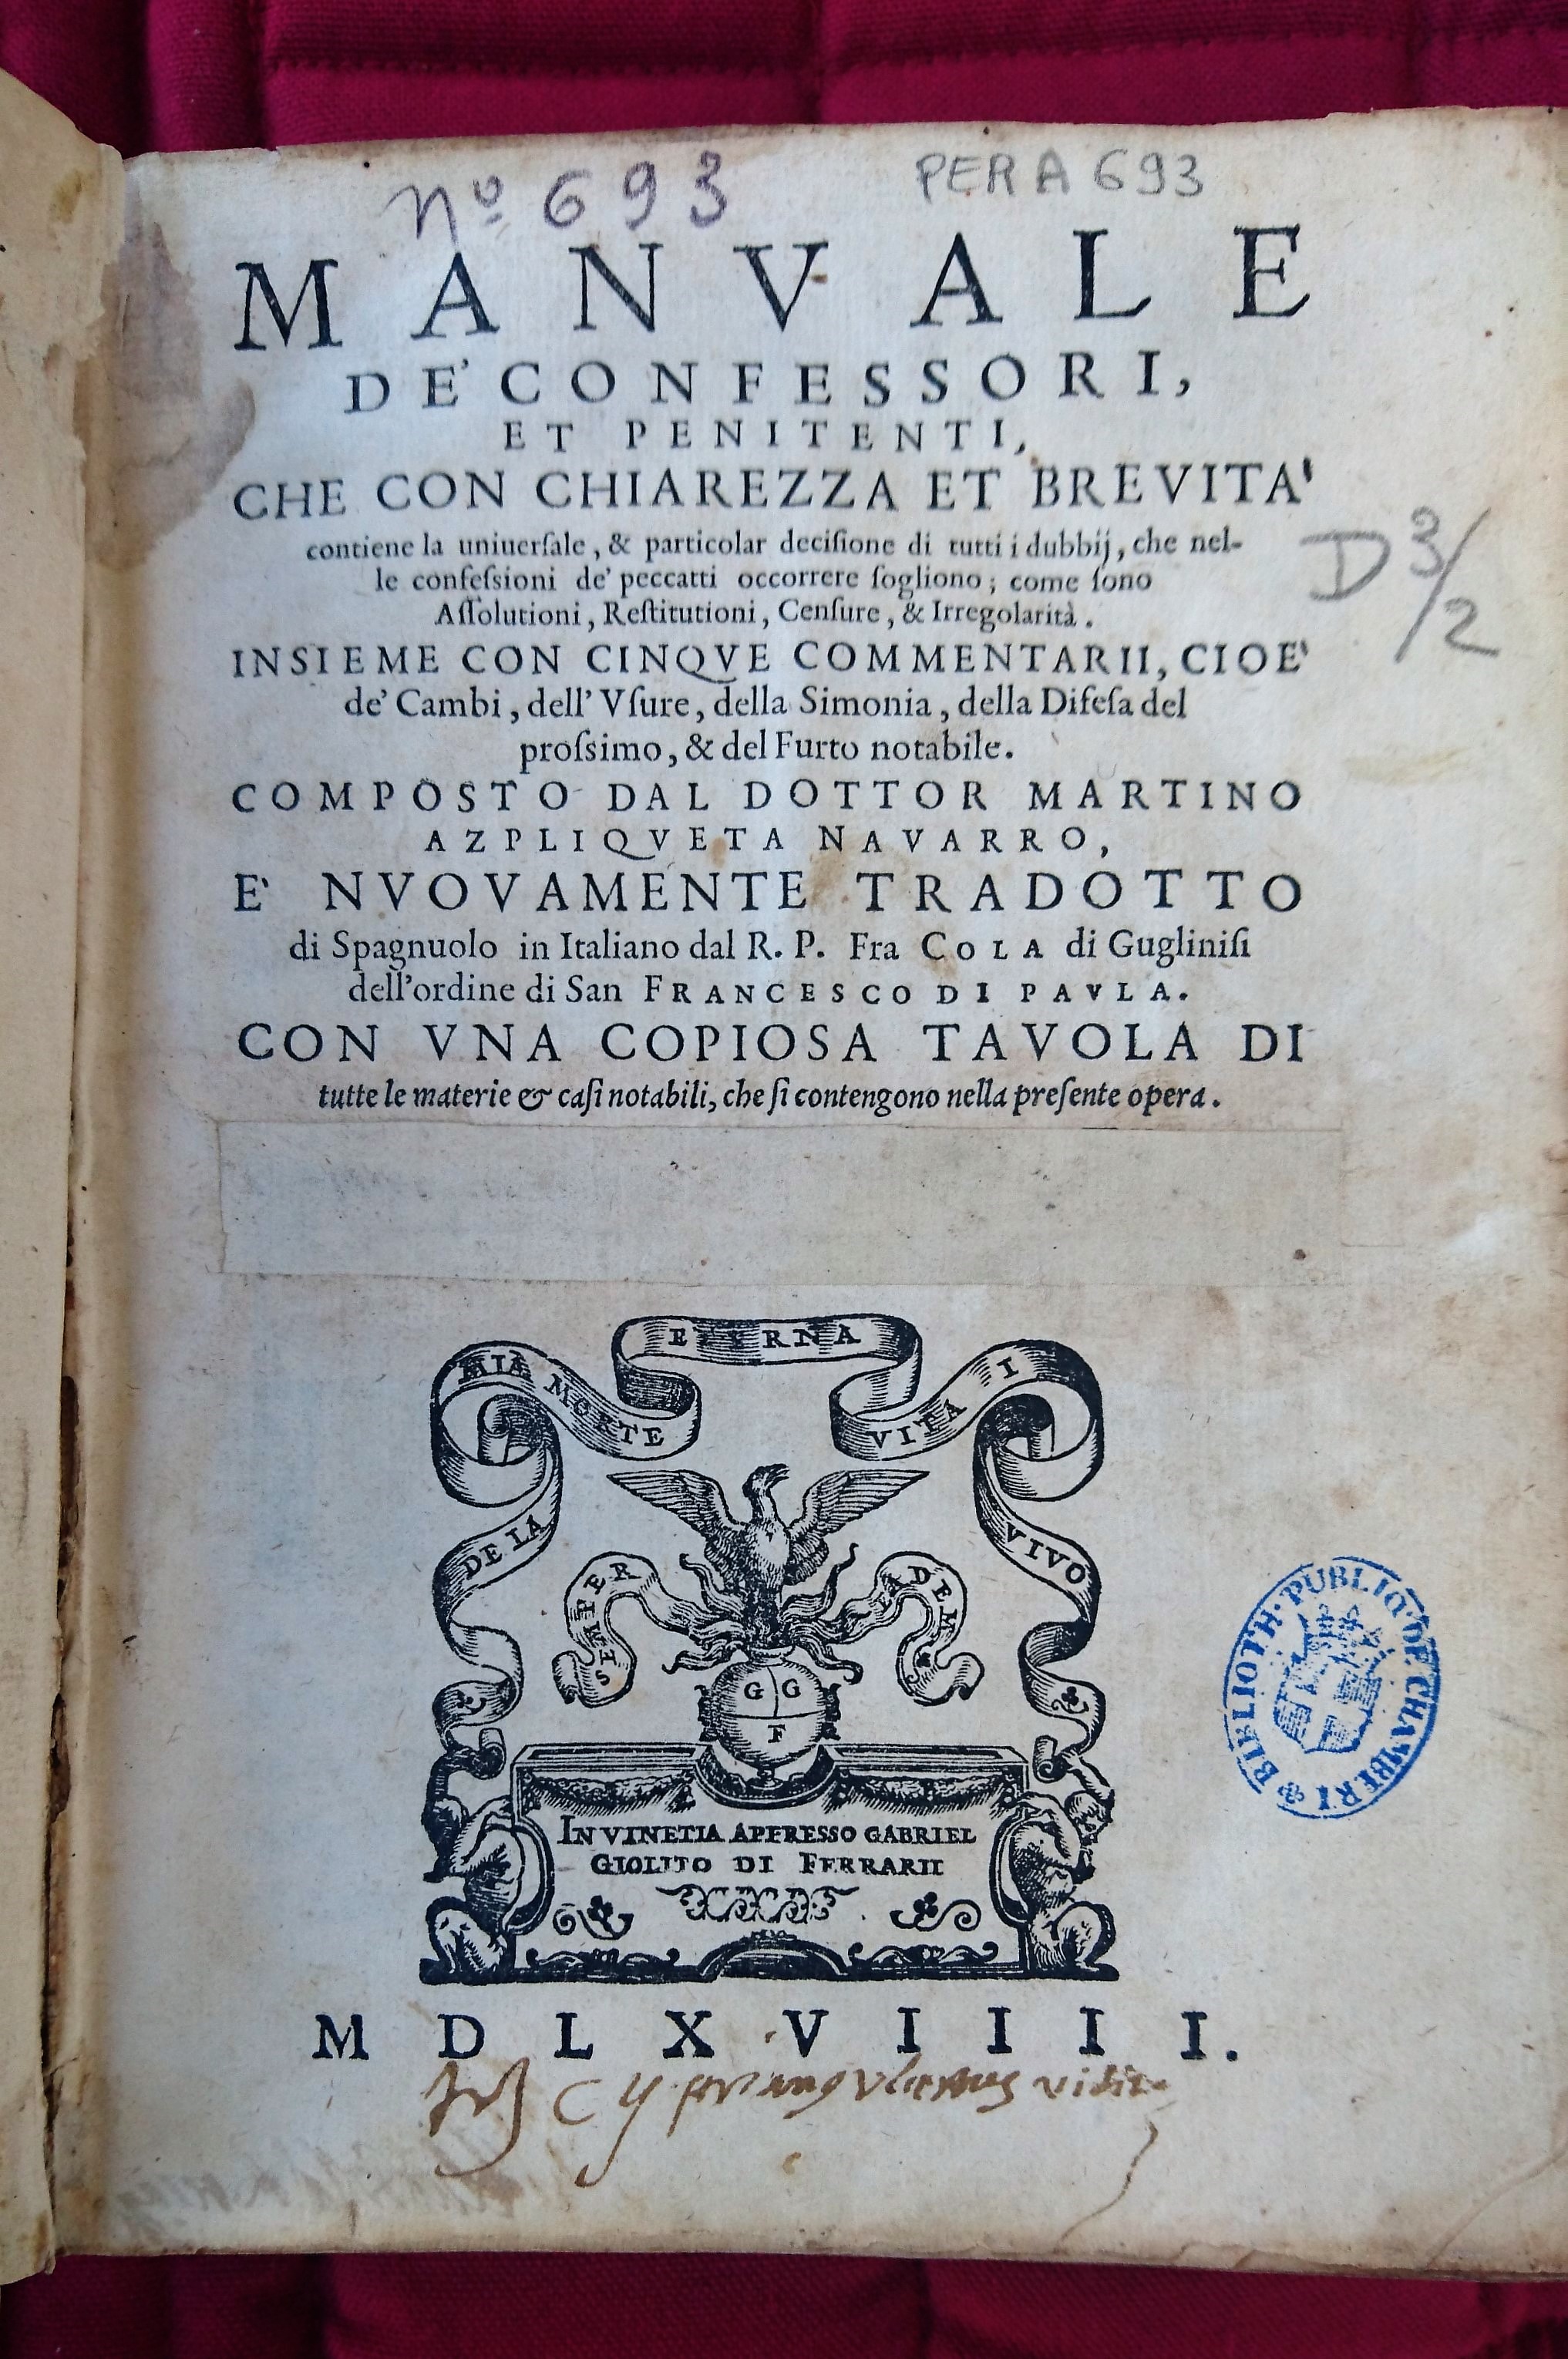 nº 693
PER A 693
MANVALE
DE' CONFESSORI,
ET PENITENTI,
CHE CON CHIAREZZA ET BREVITA'
contiene la uniuerſale, & particolar deciſione di tutti i dubbij, che nel-
le confeſsioni de' peccatti occorrere ſogliono; come ſono
Aſſolutioni, Reſtitutioni, Cenſure, & Irregolarità.
D 3/2
INSIEME CON CINQVE COMMENTARII, CIOE'
de' Cambi, dell' Vſure, della Simonia, della Difeſa del
proſsimo, & del Furto notabile.
COMPOSTO DAL DOTTOR MARTINO
AZPLIQVETA NAVARRO,
E' NVOVAMENTE TRADOTTO
di Spagnuolo in Italiano dal R. P. Fra COLA di Gugliniſi
dell'ordine di San FRANCESCO DI PAVLA.
CON VNA COPIOSA TAVOLA DI
tutte le materie & caſi notabili, che ſi contengono nella preſente opera.
DE LA MIA MORTE ETERNA VITA I VIVO
SEMPER EADEM
G G
F
BIBLIOTH. PUBLIQ. DE CHAMBERI
IN VINETIA APPRESSO GABRIEL
GIOLITO DI FERRARII
MDLXVIIII.